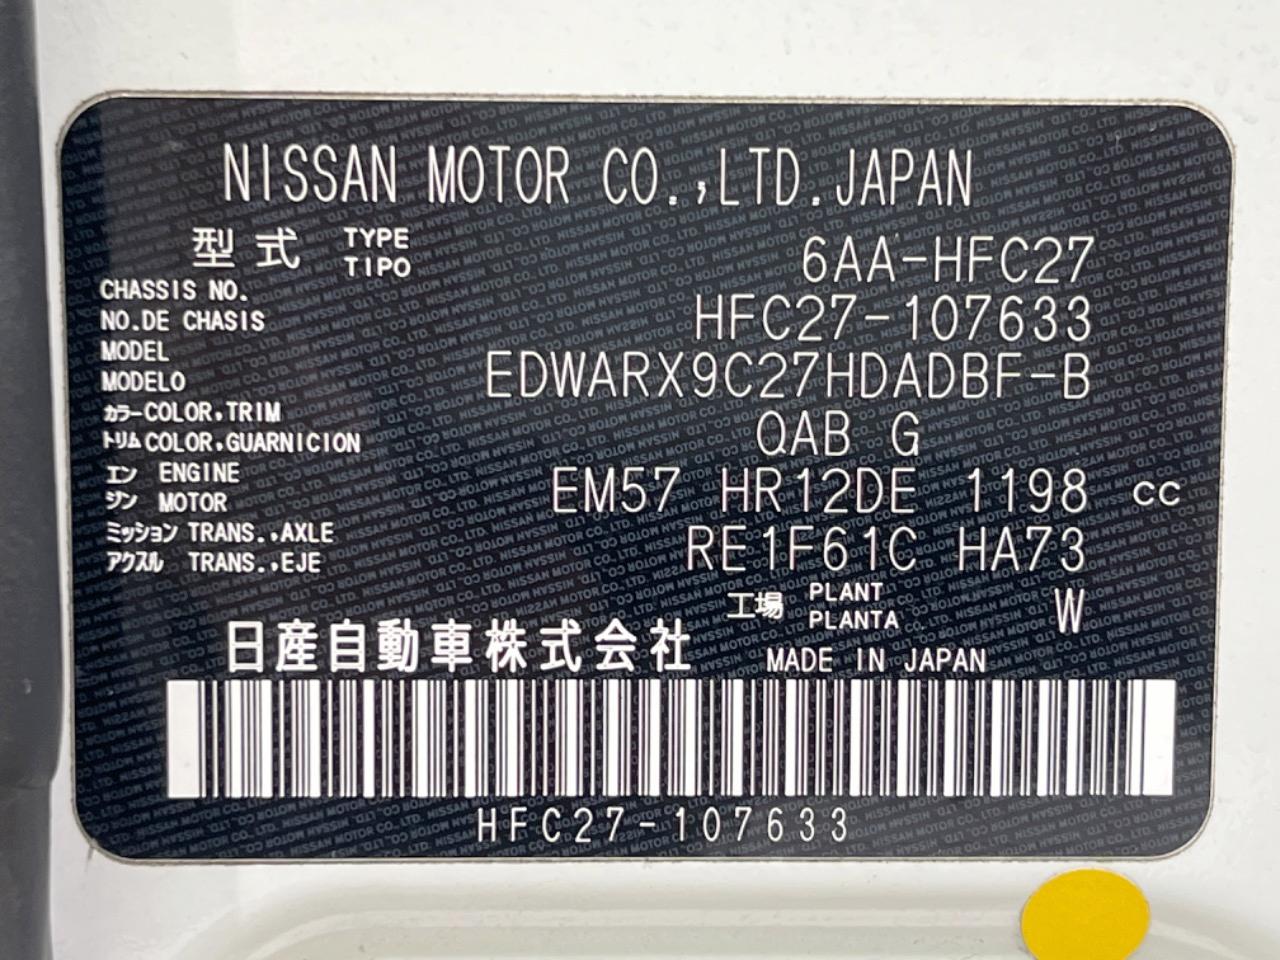 NISSAN MOTOR CO.,LTD.JAPAN
型式 TYPE TIPO 6AA-HFC27
CHASSIS NO.
NO.DE CHASIS HFC27-107633
MODEL
MODELO EDWARX9C27HDADBF-B
カラー COLOR,TRIM
トリム COLOR,GUARNICION QAB G
エン ENGINE
ジン MOTOR EM57 HR12DE 1198 cc
ミッション TRANS.,AXLE
アクスル TRANS.,EJE RE1F61C HA73
工場 PLANT PLANTA W
日産自動車株式会社 MADE IN JAPAN
HFC27-107633